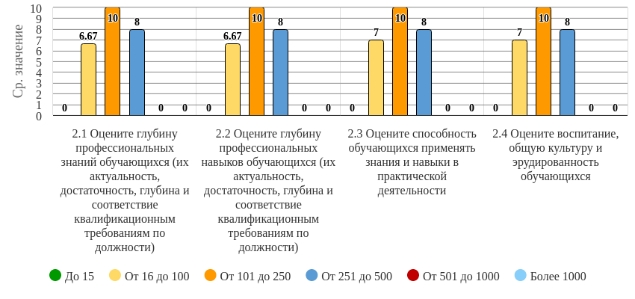 Ср. значение
10
9
8
7
6
5
4
3
2
1
0
0 6.67 10 8 0 0
0 6.67 10 8 0 0
0 7 10 8 0 0
0 7 10 8 0 0
2.1 Оцените глубину
профессиональных
знаний обучающихся (их
актуальность,
достаточность, глубина и
соответствие
квалификационным
требованиям по
должности)
2.2 Оцените глубину
профессиональных
навыков обучающихся (их
актуальность,
достаточность, глубина и
соответствие
квалификационным
требованиям по
должности)
2.3 Оцените способность
обучающихся применять
знания и навыки в
практической
деятельности
2.4 Оцените воспитание,
общую культуру и
эрудированность
обучающихся
До 15 От 16 до 100 От 101 до 250 От 251 до 500 От 501 до 1000 Более 1000